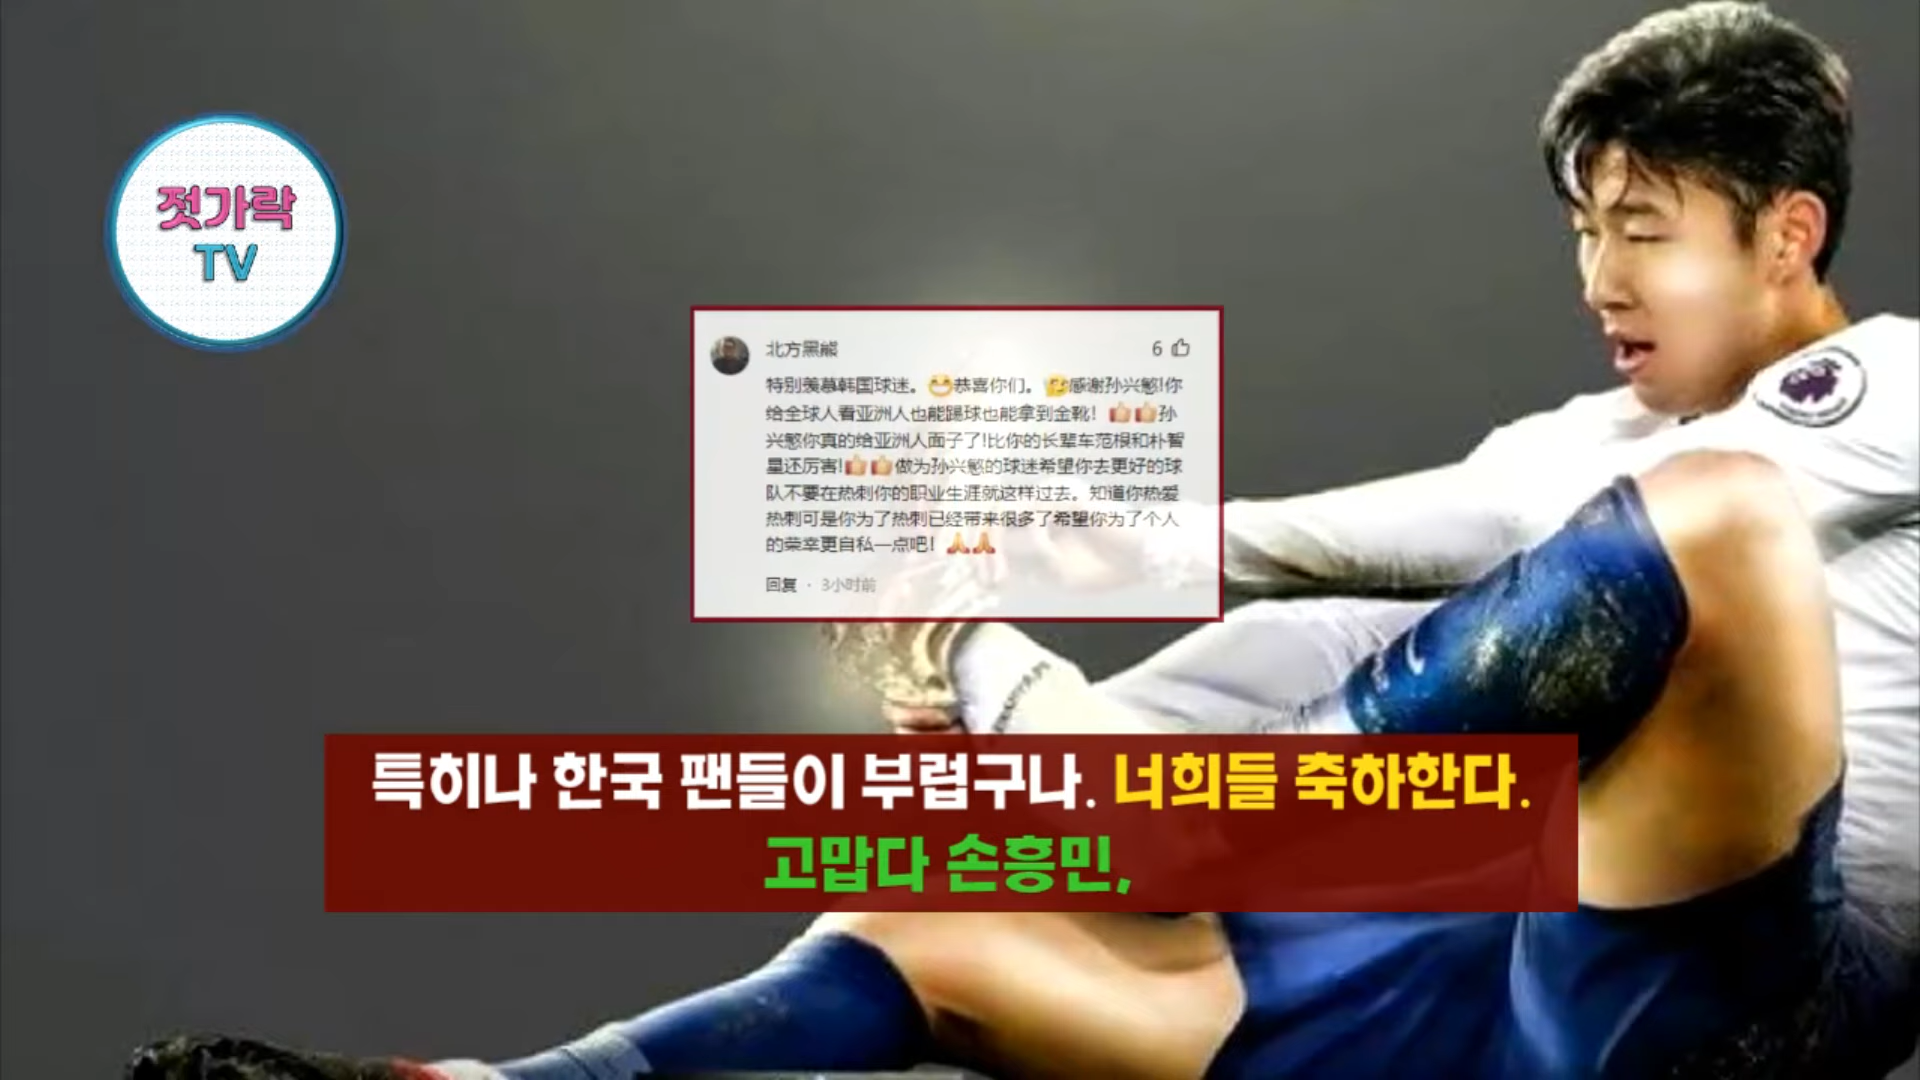 젓가락
TV
北方黑熊
6
特别羡慕韩国球迷。😁恭喜你们。🤗感谢孙兴慜!你
给全球人看亚洲人也能踢球也能拿到金靴！👍👍孙
兴慜你真的给亚洲人面子了!比你的长辈车范根和朴智
星还厉害!👍👍做为孙兴慜的球迷希望你去更好的球
队不要在热刺你的职业生涯就这样过去。知道你热爱
热刺可是你为了热刺已经带来很多了希望你为了个人
的荣幸更自私一点吧！🙏🙏
回复 · 3小时前
특히나 한국 팬들이 부럽구나. 너희들 축하한다.
고맙다 손흥민,